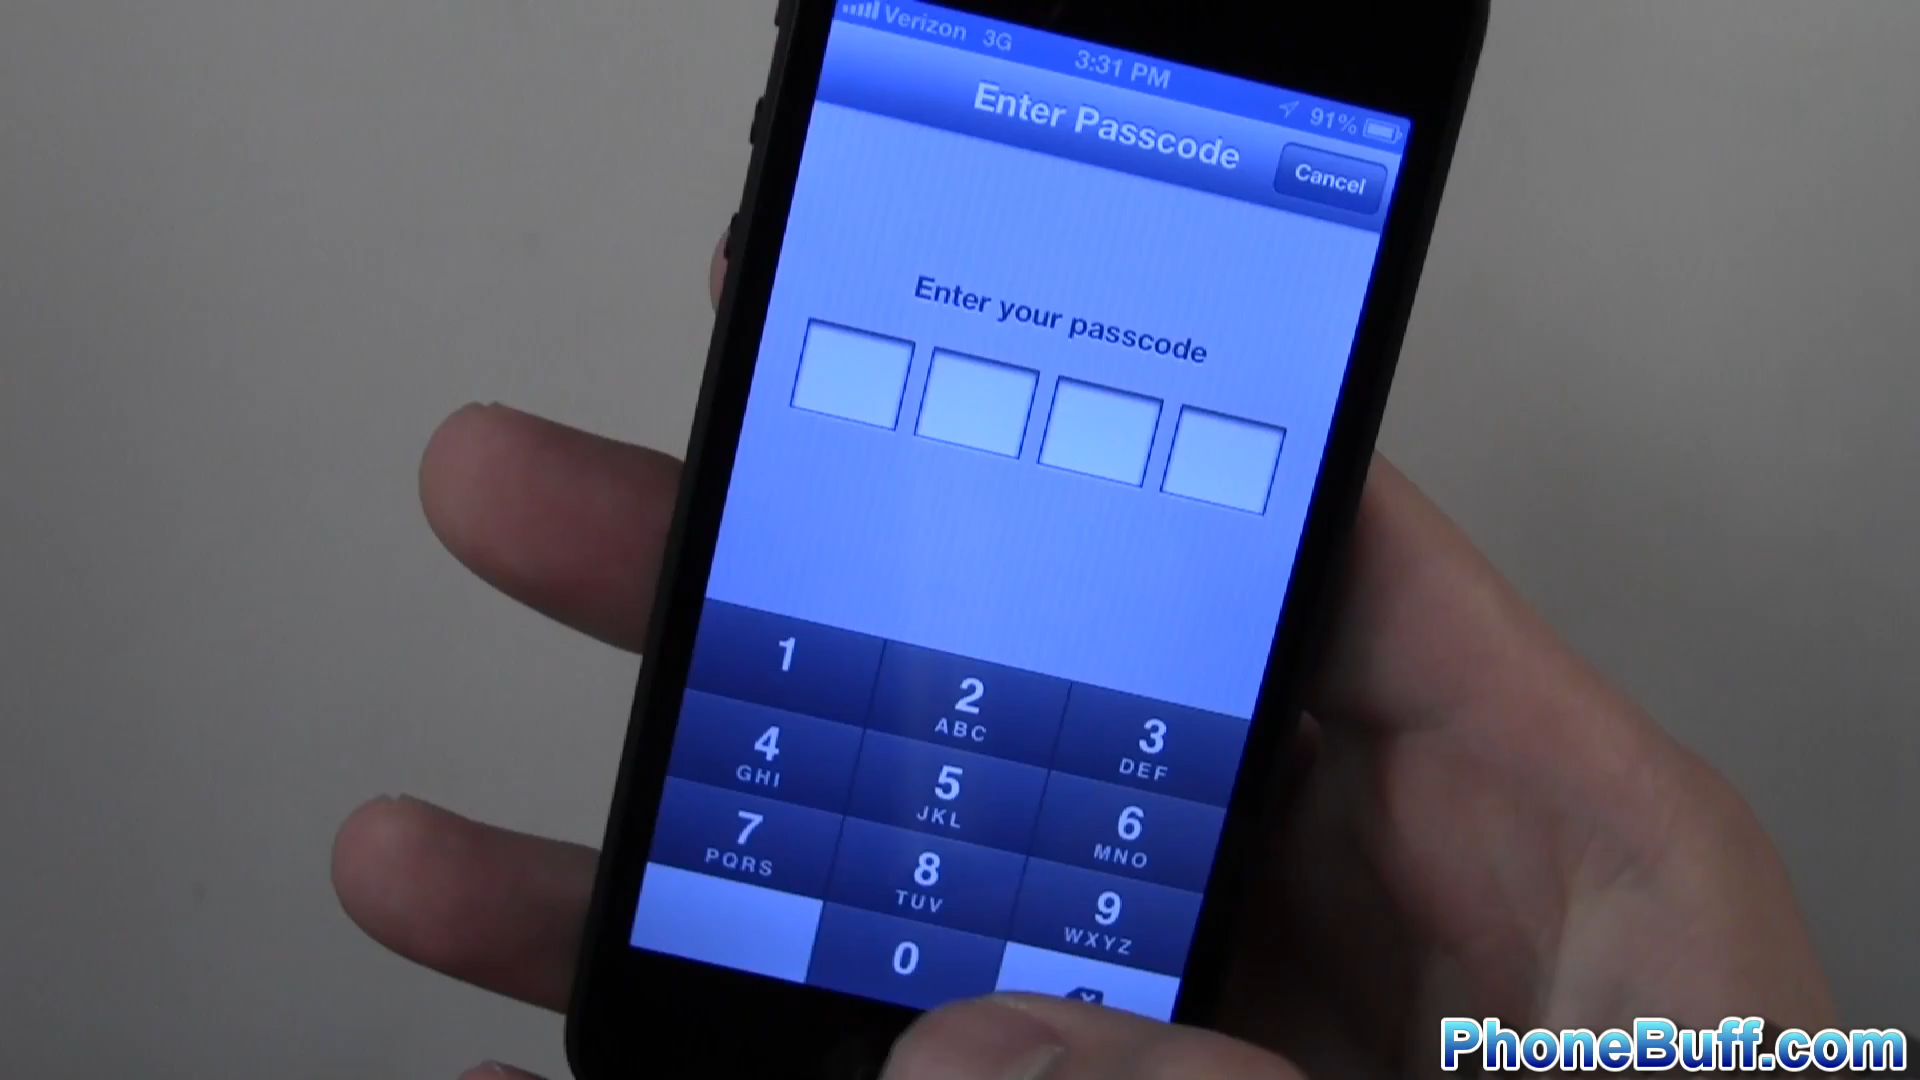 Verizon 3G
3:31 PM
91%
Enter Passcode
Cancel
Enter your passcode
1
2
ABC
3
DEF
4
GHI
5
JKL
6
MNO
7
PQRS
8
TUV
9
WXYZ
0
PhoneBuff.com